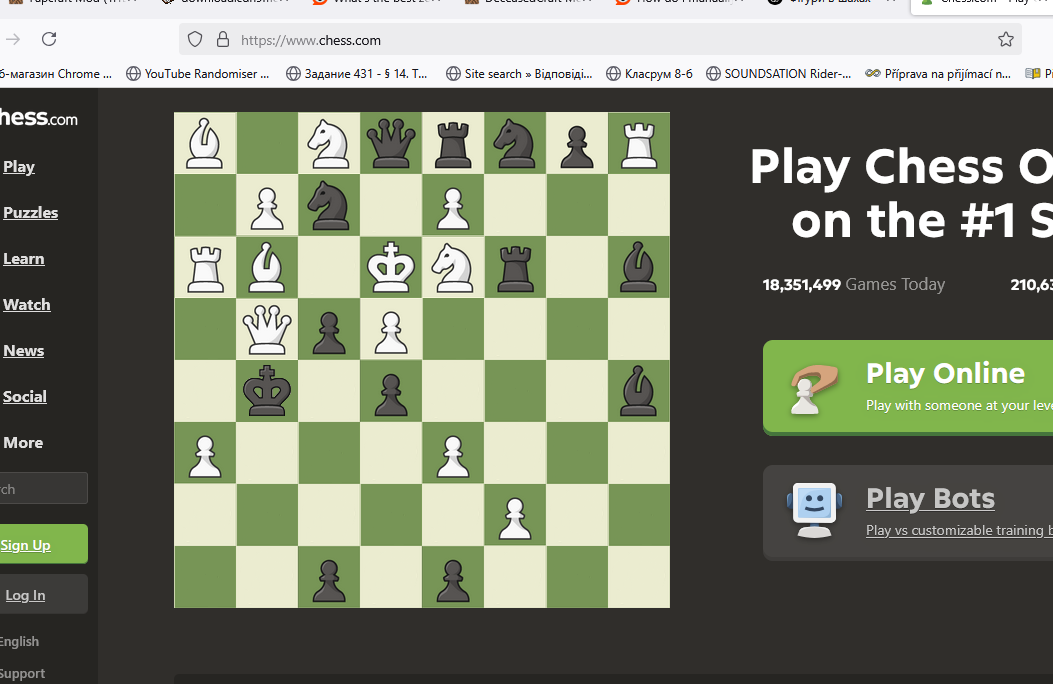 https://www.chess.com
б-магазин Chrome ...
YouTube Randomiser ...
Задание 431 - § 14. Т...
Site search » Відповіді...
Класрум 8-б
SOUNDSATION Rider-...
Příprava na přijímací n...
hess.com
Play
Puzzles
Learn
Watch
News
Social
More
rch
Sign Up
Log In
English
Support
Play Chess O
on the #1 S
18,351,499 Games Today
210,63
Play Online
Play with someone at your leve
Play Bots
Play vs customizable training b